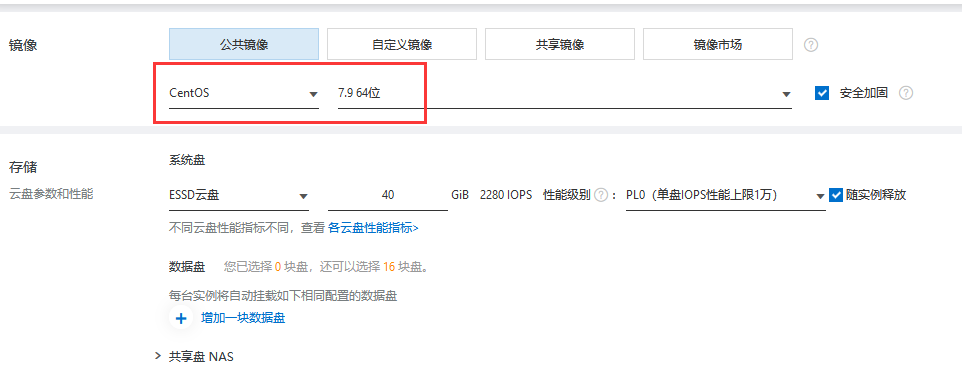 镜像 公共镜像 自定义镜像 共享镜像 镜像市场 ?
CentOS 7.9 64位 安全加固 ?
存储 系统盘
云盘参数和性能 ESSD云盘 40 GiB 2280 IOPS 性能级别 ? : PL0（单盘IOPS性能上限1万） 随实例释放
不同云盘性能指标不同，查看 各云盘性能指标>
数据盘 您已选择 0 块盘，还可以选择 16 块盘。
每台实例将自动挂载如下相同配置的数据盘
+ 增加一块数据盘
> 共享盘 NAS